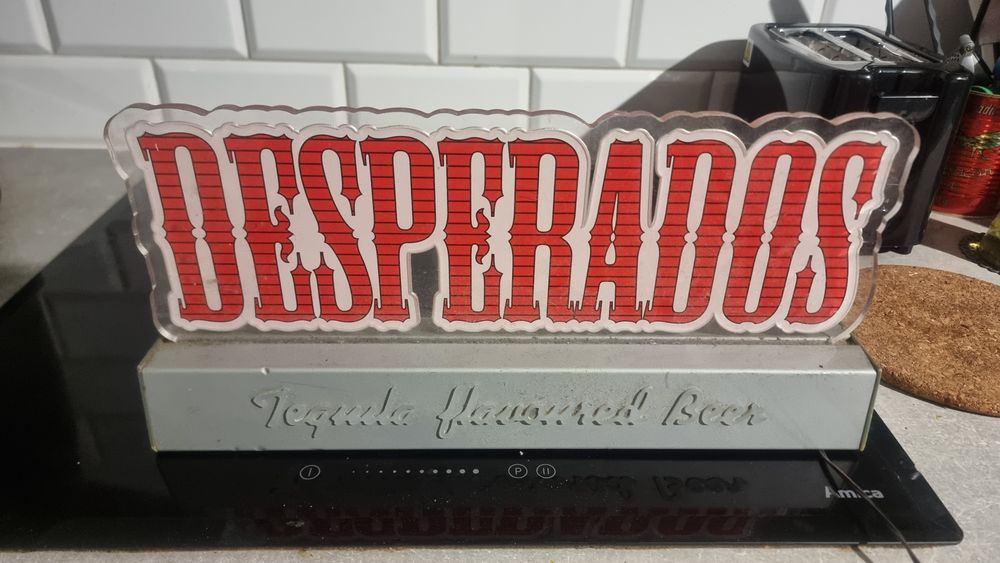 DESPERADOS
Tequila flavoured Beer
P
Amica